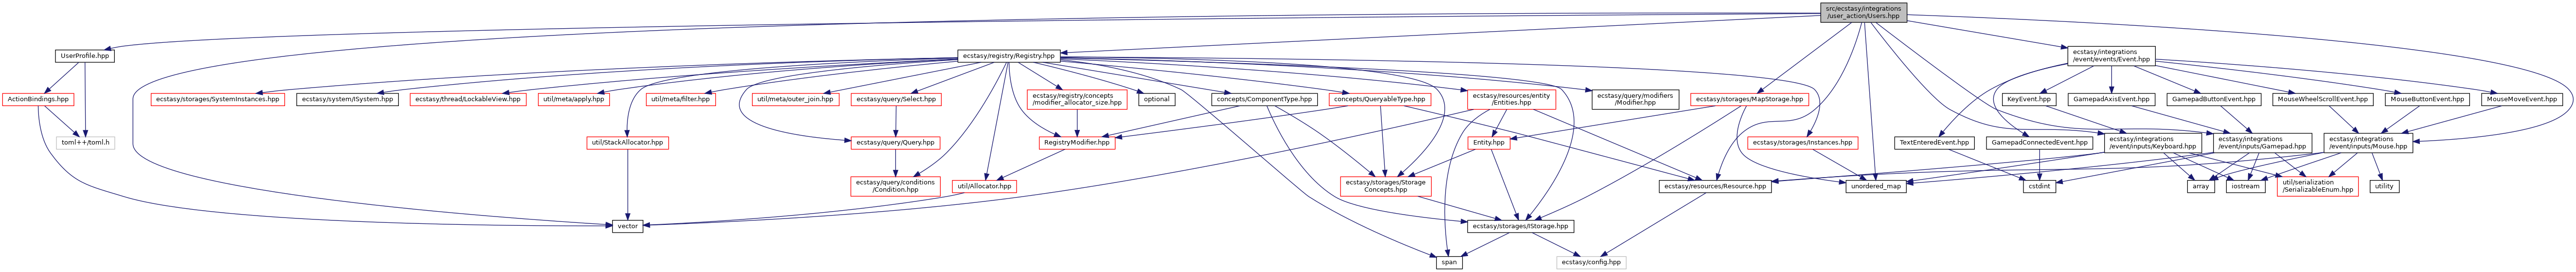 src/ecstasy/integrations
/user_action/Users.hpp
UserProfile.hpp
ecstasy/registry/Registry.hpp
ecstasy/integrations
/event/events/Event.hpp
ActionBindings.hpp
ecstasy/storages/SystemInstances.hpp
ecstasy/system/ISystem.hpp
ecstasy/thread/LockableView.hpp
util/meta/apply.hpp
util/meta/filter.hpp
util/meta/outer_join.hpp
ecstasy/query/Select.hpp
ecstasy/registry/concepts
/modifier_allocator_size.hpp
optional
concepts/ComponentType.hpp
concepts/QueryableType.hpp
ecstasy/resources/entity
/Entities.hpp
ecstasy/query/modifiers
/Modifier.hpp
ecstasy/storages/MapStorage.hpp
KeyEvent.hpp
GamepadAxisEvent.hpp
GamepadButtonEvent.hpp
MouseWheelScrollEvent.hpp
MouseButtonEvent.hpp
MouseMoveEvent.hpp
toml++/toml.h
util/StackAllocator.hpp
ecstasy/query/Query.hpp
RegistryModifier.hpp
Entity.hpp
ecstasy/storages/Instances.hpp
TextEnteredEvent.hpp
GamepadConnectedEvent.hpp
ecstasy/integrations
/event/inputs/Keyboard.hpp
ecstasy/integrations
/event/inputs/Gamepad.hpp
ecstasy/integrations
/event/inputs/Mouse.hpp
ecstasy/query/conditions
/Condition.hpp
util/Allocator.hpp
ecstasy/storages/Storage
Concepts.hpp
ecstasy/resources/Resource.hpp
unordered_map
cstdint
array
iostream
util/serialization
/SerializableEnum.hpp
utility
vector
ecstasy/storages/IStorage.hpp
span
ecstasy/config.hpp